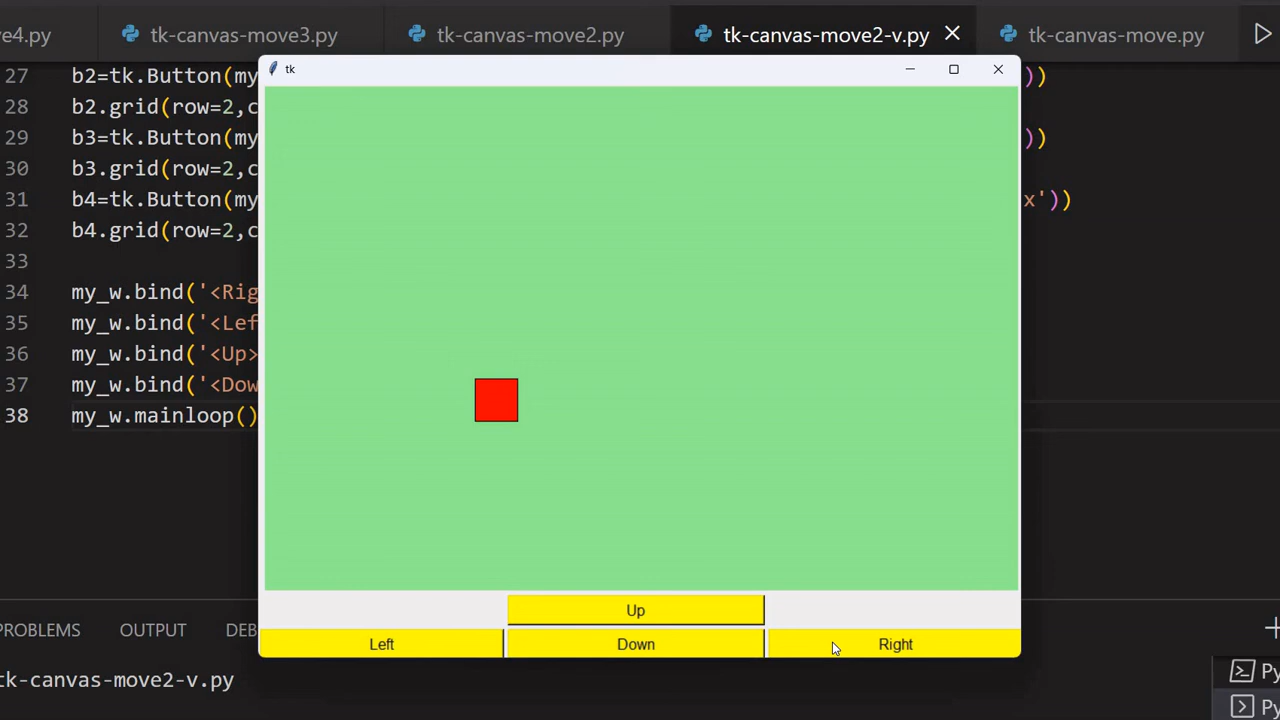 e4.py tk-canvas-move3.py tk-canvas-move2.py tk-canvas-move2-v.py tk-canvas-move.py
tk
27 b2=tk.Button(my ))
28 b2.grid(row=2,c
29 b3=tk.Button(my ))
30 b3.grid(row=2,c
31 b4=tk.Button(my x'))
32 b4.grid(row=2,c
33
34 my_w.bind('<Rig
35 my_w.bind('<Lef
36 my_w.bind('<Up>
37 my_w.bind('<Dow
38 my_w.mainloop()
Up
Left Down Right
PROBLEMS OUTPUT DEB
tk-canvas-move2-v.py
Py
Py